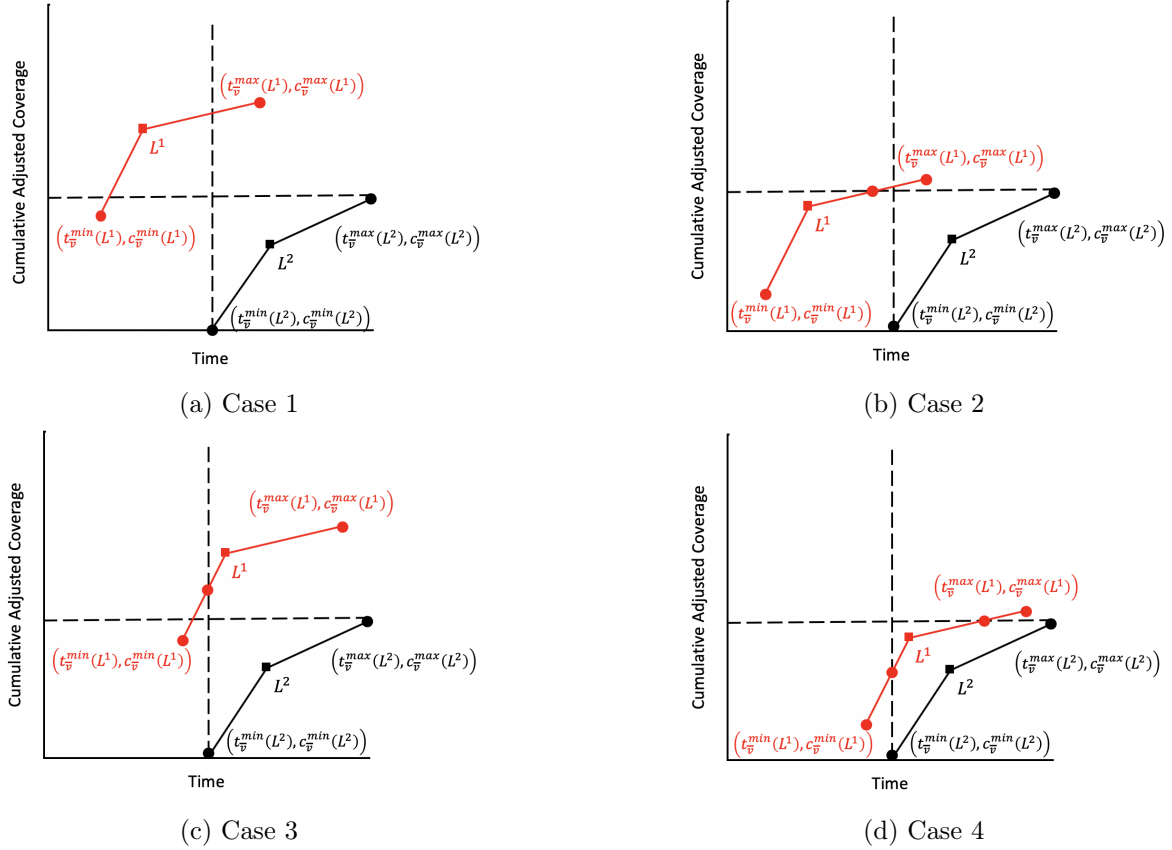 Cumulative Adjusted Coverage
(t_v̅^max(L¹), c_v̅^max(L¹))
L¹
(t_v̅^min(L¹), c_v̅^min(L¹))
(t_v̅^max(L²), c_v̅^max(L²))
L²
(t_v̅^min(L²), c_v̅^min(L²))
Time
(a) Case 1
Cumulative Adjusted Coverage
(t_v̅^max(L¹), c_v̅^max(L¹))
L¹
(t_v̅^max(L²), c_v̅^max(L²))
L²
(t_v̅^min(L¹), c_v̅^min(L¹))
(t_v̅^min(L²), c_v̅^min(L²))
Time
(b) Case 2
Cumulative Adjusted Coverage
(t_v̅^max(L¹), c_v̅^max(L¹))
L¹
(t_v̅^min(L¹), c_v̅^min(L¹))
(t_v̅^max(L²), c_v̅^max(L²))
L²
(t_v̅^min(L²), c_v̅^min(L²))
Time
(c) Case 3
Cumulative Adjusted Coverage
(t_v̅^max(L¹), c_v̅^max(L¹))
L¹
(t_v̅^max(L²), c_v̅^max(L²))
L²
(t_v̅^min(L¹), c_v̅^min(L¹))
(t_v̅^min(L²), c_v̅^min(L²))
Time
(d) Case 4